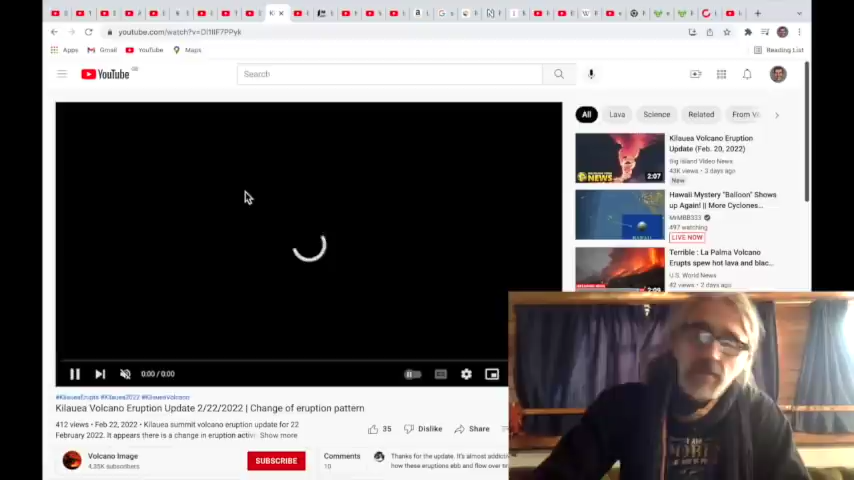 youtube.com/watch?v=
Apps
Gmail
YouTube
Maps
Reading List
YouTube
GB
Search
All
Lava
Science
Related
Kilauea Volcano Eruption
Update (Feb. 20, 2022)
Big Island Video News
43K views • 3 days ago
New
NEWS
2:07
Hawaii Mystery "Balloon" Shows
up Again! || More Cyclones...
MrMBB333
497 watching
LIVE NOW
Terrible : La Palma Volcano
Erupts spew hot lava and blac...
U.S. World News
42 views • 2 days ago
0:00 / 0:00
#KilaueaErupts #Kilauea2022 #KilaueaVolcano
Kilauea Volcano Eruption Update 2/22/2022 | Change of eruption pattern
412 views • Feb 22, 2022 • Kilauea summit volcano eruption update for 22
February 2022. It appears there is a change in eruption activi
Show more
35
Dislike
Share
Volcano Image
4.35K subscribers
SUBSCRIBE
Comments
10
Thanks for the update. It's almost addictiv
how these eruptions ebb and flow over
I AM